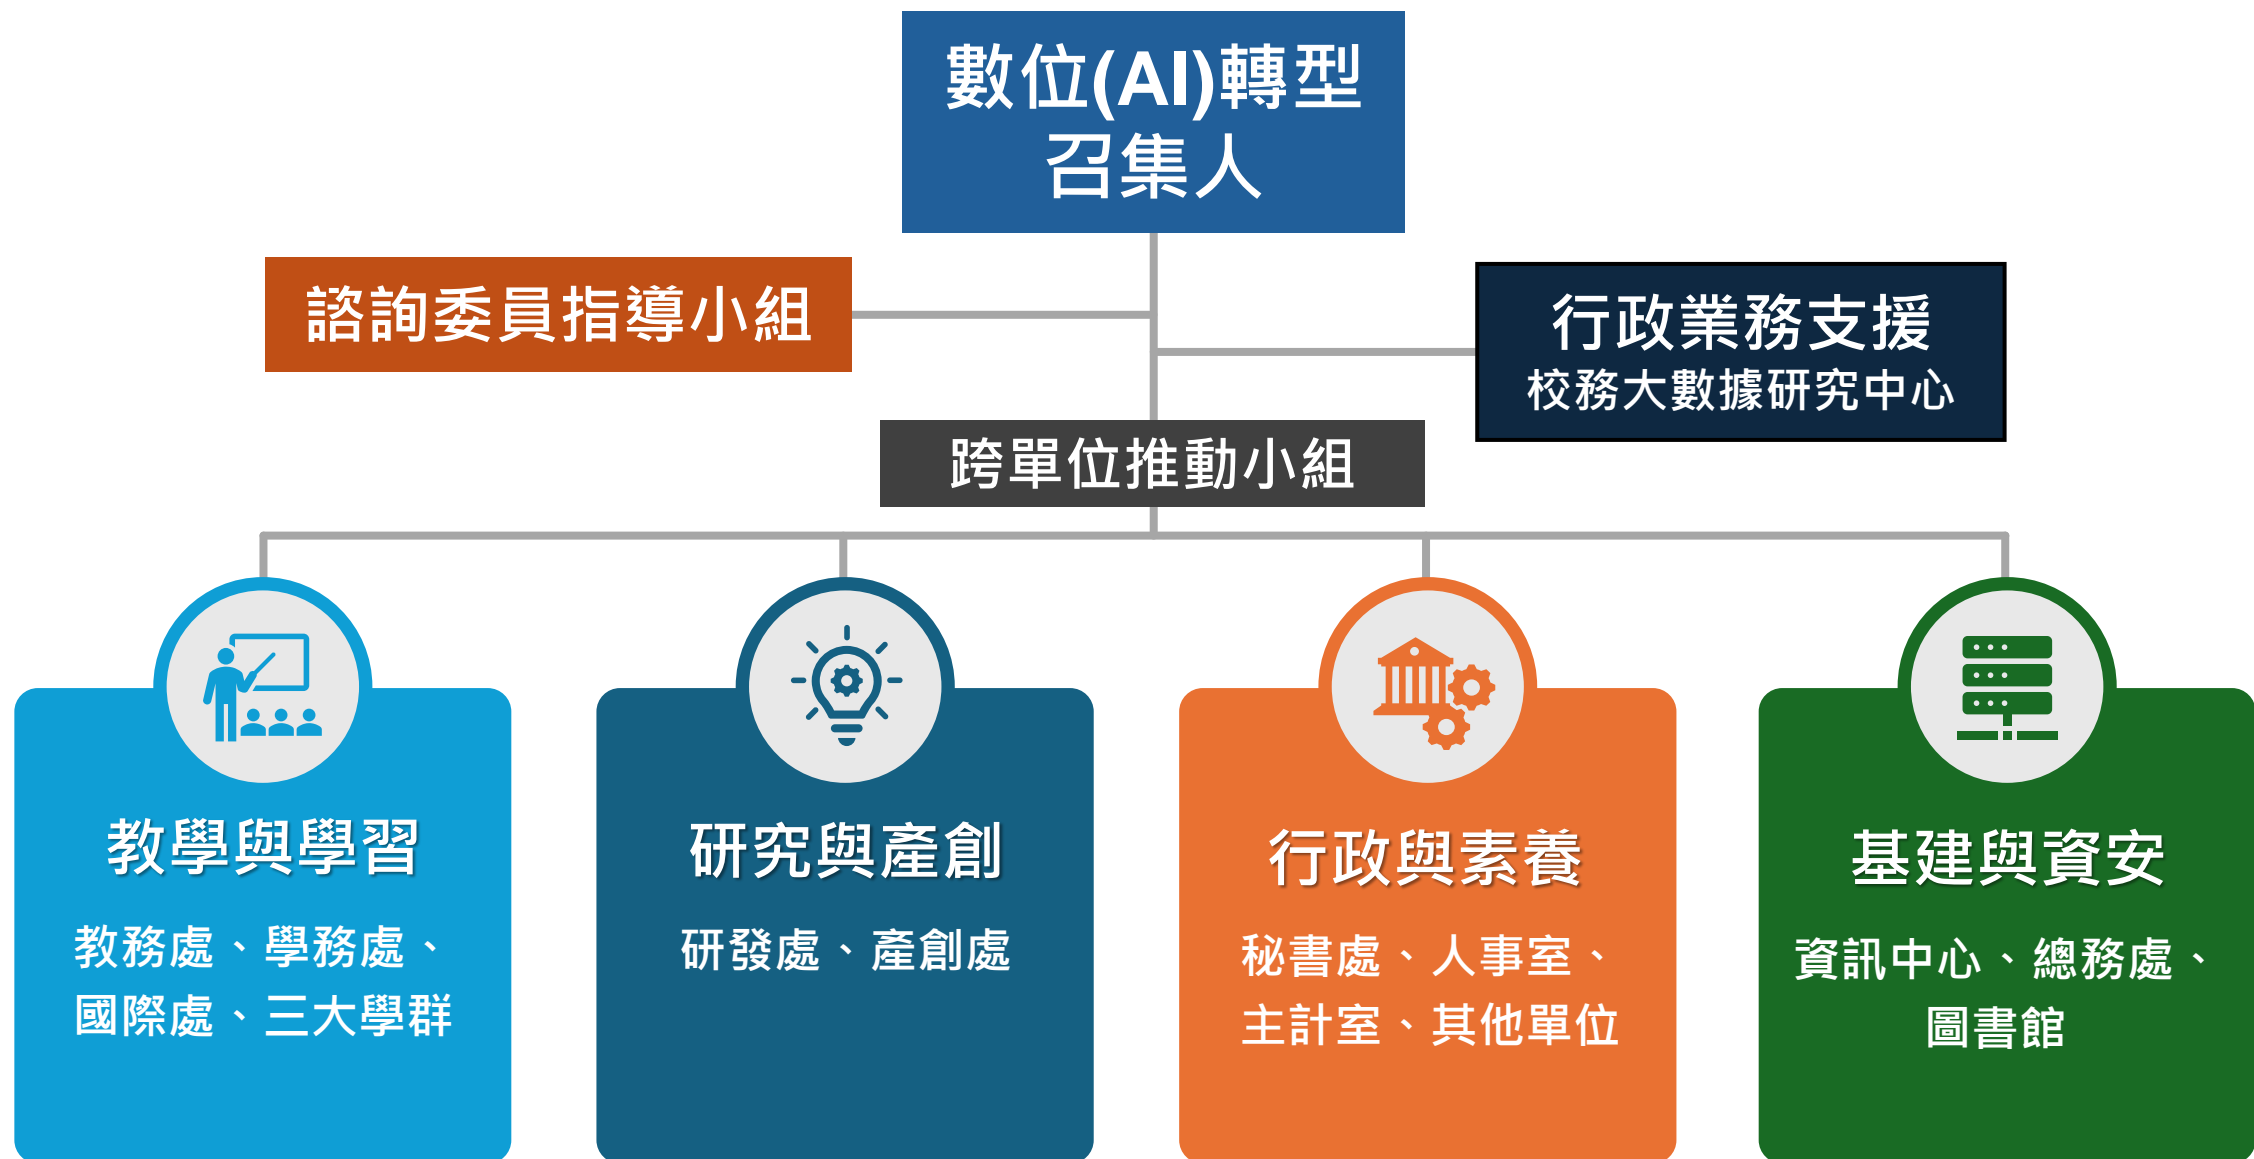 數位(AI)轉型
召集人
諮詢委員指導小組
行政業務支援
校務大數據研究中心
跨單位推動小組
教學與學習
教務處、學務處、
國際處、三大學群
研究與產創
研發處、產創處
行政與素養
秘書處、人事室、
主計室、其他單位
基建與資安
資訊中心、總務處、
圖書館